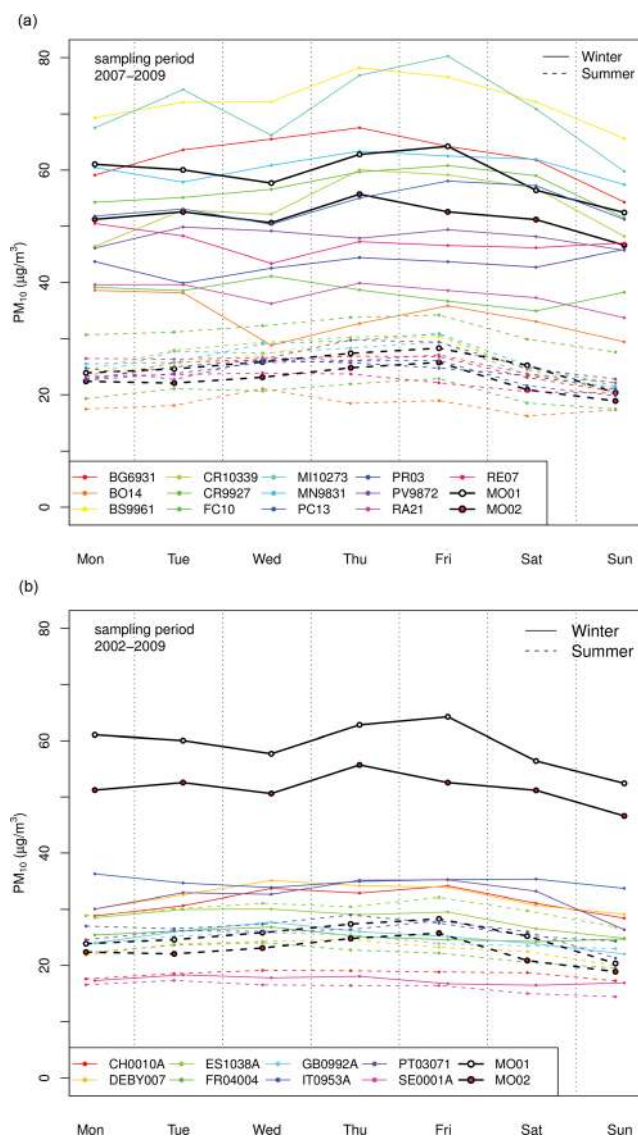 (a)
80
60
40
20
0
PM10 (µg/m3)
sampling period
2007−2009
Winter
Summer
BG6931 CR10339 MI10273 PR03 RE07
BO14 CR9927 MN9831 PV9872 MO01
BS9961 FC10 PC13 RA21 MO02
Mon Tue Wed Thu Fri Sat Sun
(b)
80
60
40
20
0
PM10 (µg/m3)
sampling period
2002−2009
Winter
Summer
CH0010A ES1038A GB0992A PT03071 MO01
DEBY007 FR04004 IT0953A SE0001A MO02
Mon Tue Wed Thu Fri Sat Sun